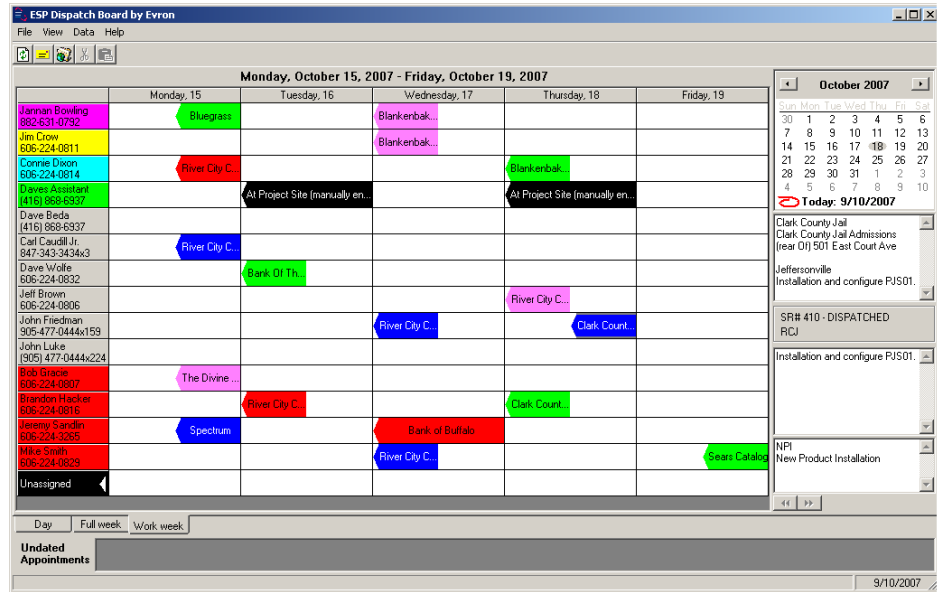 ESP Dispatch Board by Evron
File View Data Help
Monday, October 15, 2007 - Friday, October 19, 2007
Monday, 15 Tuesday, 16 Wednesday, 17 Thursday, 18 Friday, 19
Jannan Bowling
882-631-0792
Bluegrass Blankenbak...
Jim Crow
606-224-0811
Blankenbak...
Connie Dixon
606-224-0814
River City C... Blankenbak...
Daves Assistant
(416) 868-6937
At Project Site (manually en... At Project Site (manually en...
Dave Beda
(416) 868-6937
Carl Caudill Jr.
847-343-3434x3
River City C...
Dave Wolfe
606-224-0832
Bank Of Th...
Jeff Brown
606-224-0806
River City C...
John Friedman
905-477-0444x159
River City C... Clark Count...
John Luke
(905) 477-0444x224
Bob Gracie
606-224-0807
The Divine ...
Brandon Hacker
606-224-0816
River City C... Clark Count...
Jeremy Sandlin
606-224-3265
Spectrum Bank of Buffalo
Mike Smith
606-224-0829
River City C... Sears Catalog
Unassigned
October 2007
Sun Mon Tue Wed Thu Fri Sat
30 1 2 3 4 5 6
7 8 9 10 11 12 13
14 15 16 17 18 19 20
21 22 23 24 25 26 27
28 29 30 31 1 2 3
4 5 6 7 8 9 10
Today: 9/10/2007
Clark County Jail
Clark County Jail Admissions
(rear Of) 501 East Court Ave
Jeffersonville
Installation and configure PJS01.
SR# 410 - DISPATCHED
RCJ
Installation and configure PJS01.
NPI
New Product Installation
Day Full week Work week
Undated
Appointments
9/10/2007